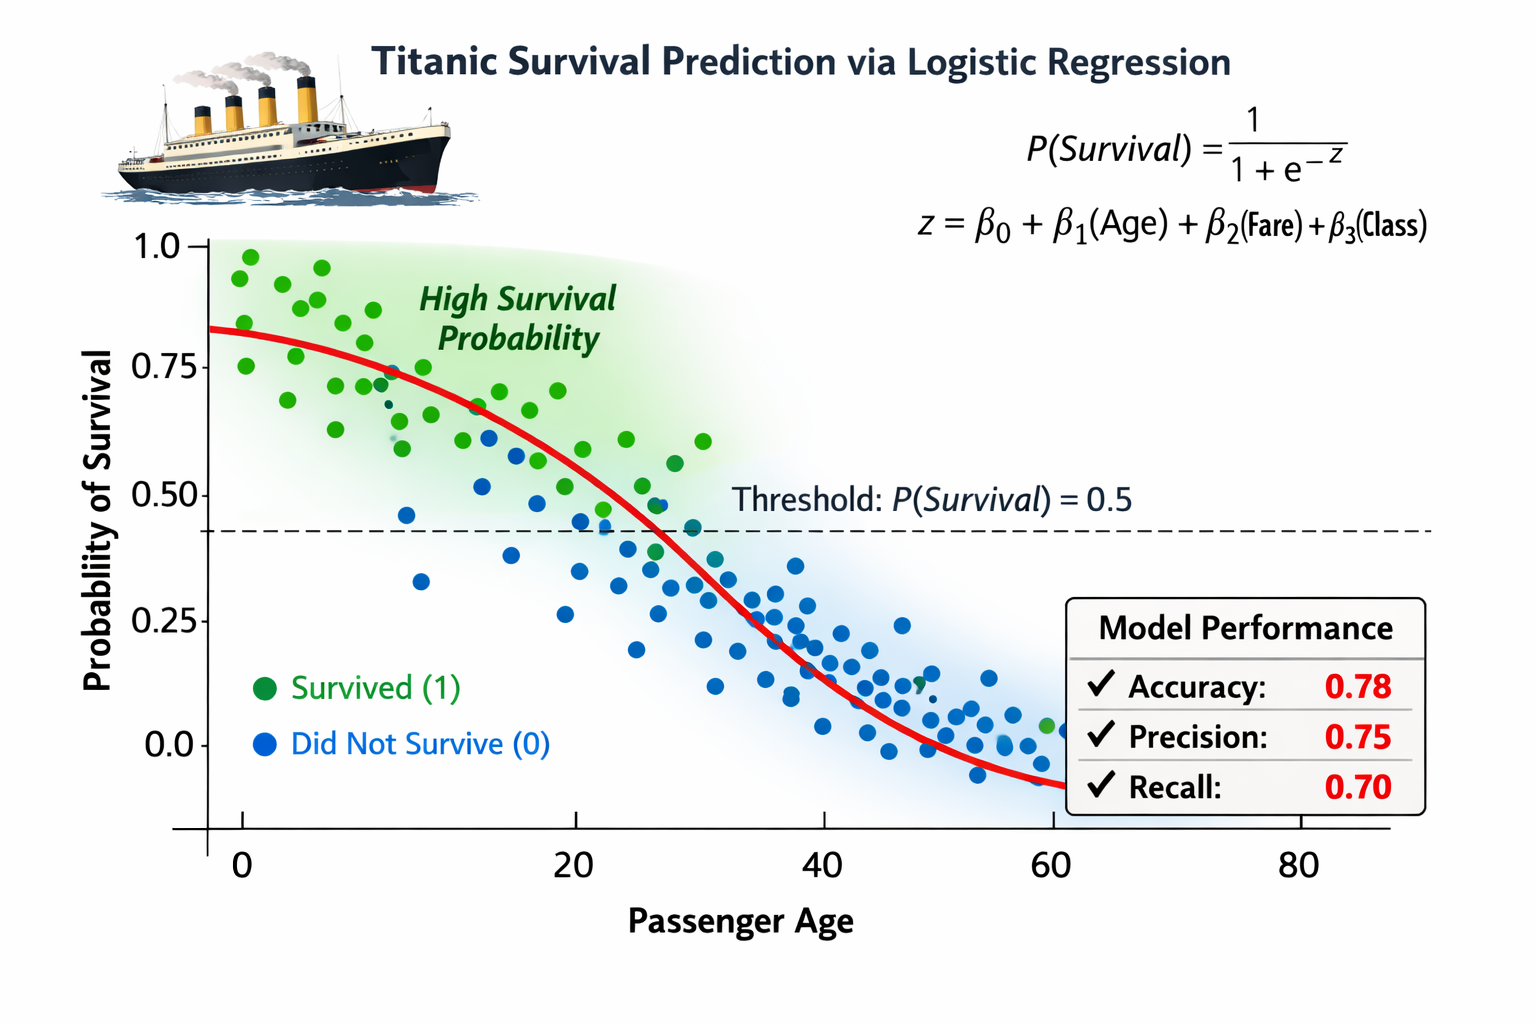 Titanic Survival Prediction via Logistic Regression
P(Survival) = 1 / 1 + e^−z
z = β0 + β1(Age) + β2(Fare) + β3(Class)
High Survival
Probability
Probabliity of Survival
1.0
0.75
0.50
0.25
0.0
Threshold: P(Survival) = 0.5
Survived (1)
Did Not Survive (0)
Model Performance
✓ Accuracy: 0.78
✓ Precision: 0.75
✓ Recall: 0.70
0 20 40 60 80
Passenger Age